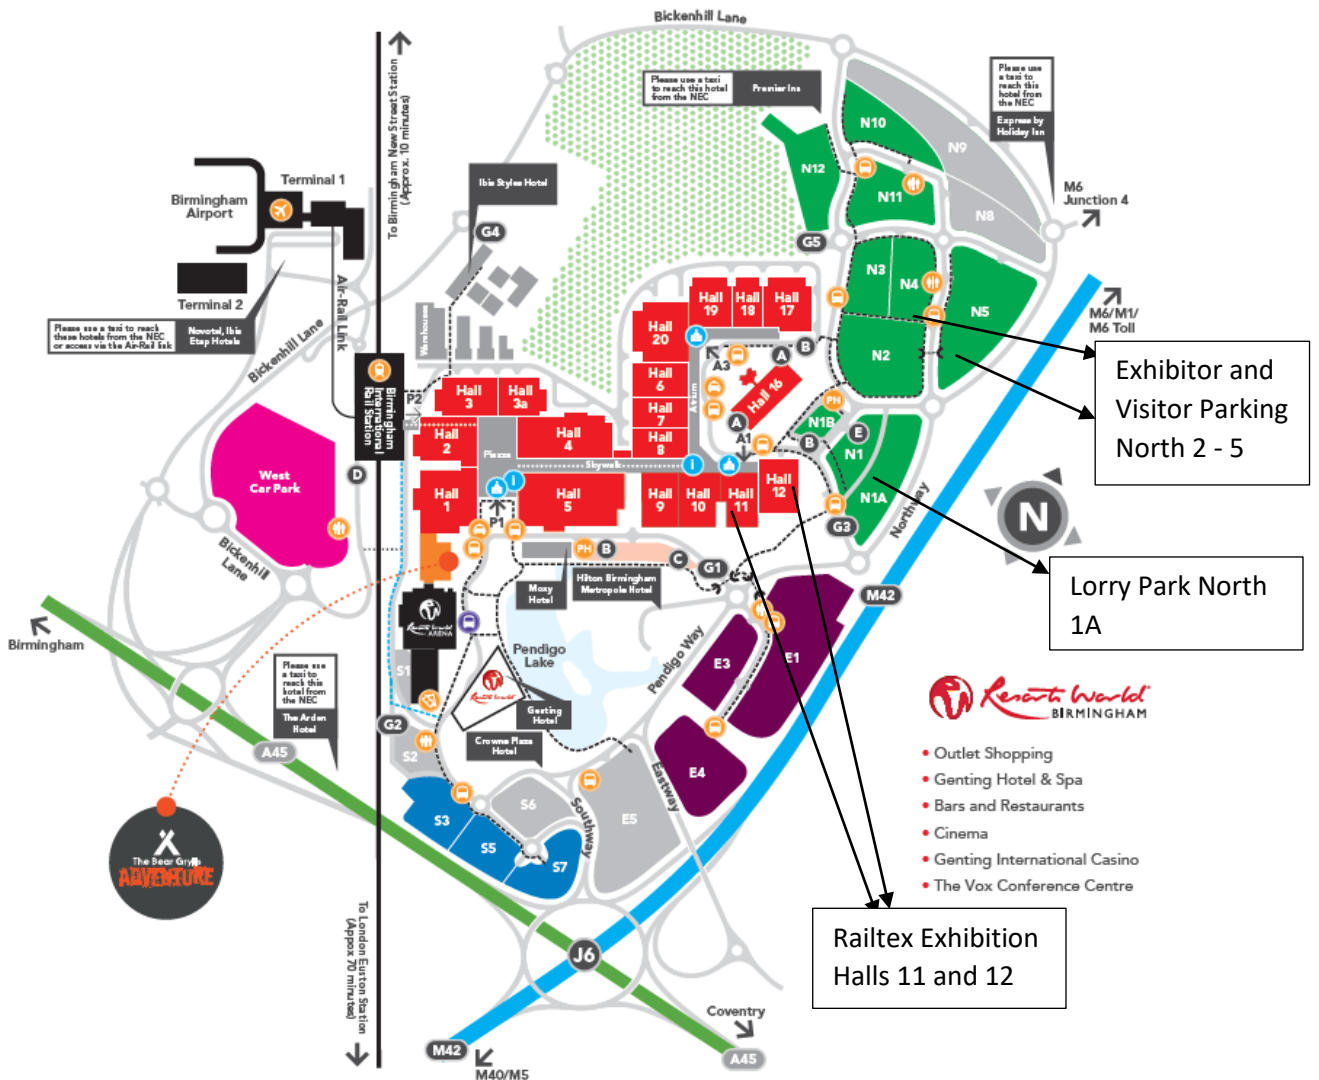 Bickenhill Lane
Please use a taxi
to reach this hotel
from the NEC
Premier Inn
Please use
a taxi to
reach this
hotel from
the NEC
Express by
Holiday Inn
To Birmingham New Street Station
(Approx. 10 minutes)
N10
N9
N12
N11
N8
M6
Junction 4
Terminal 1
Birmingham
Airport
Ibis Styles Hotel
G4
G5
N3
N4
N5
Terminal 2
Air-Rail Link
Please use a taxi to reach
these hotels from the NEC
or access via the Air-Rail link
Novotel, Ibis
Etap Hotels
Bickenhill Lane
Warehouses
Hall
19
Hall
18
Hall
17
Hall
20
M6/M1/
M6 Toll
N2
A3
A
B
Hall 16
Hall
6
Hall
7
Hall
8
Skyway
Birmingham
International
Rail Station
P2
Hall
3
Hall
3a
Hall
2
Hall
4
Piazza
Skywalk
PH
N1B
A
A1
B
E
N1
N1A
Exhibitor and
Visitor Parking
North 2 - 5
West
Car Park
D
Hall
1
i
i
P1
Hall
5
Hall
9
Hall
10
Hall
11
Hall
12
G3
Northway
N
Bickenhill
Lane
PH
B
C
G1
Moxy
Hotel
Hilton Birmingham
Metropole Hotel
M42
Lorry Park North
1A
Birmingham
Resorts World
ARENA
Pendigo
Lake
Pendigo Way
E3
E1
S1
Please use
a taxi to
reach this
hotel from
the NEC
The Arden
Hotel
Resorts World
Genting
Hotel
G2
Crowne Plaza
Hotel
Resorts World
BIRMINGHAM
A45
S2
E4
Eastway
• Outlet Shopping
• Genting Hotel & Spa
• Bars and Restaurants
• Cinema
• Genting International Casino
• The Vox Conference Centre
S3
S6
S5
S7
Southway
E5
The Bear Grylls
ADVENTURE
To London Euston Station
(Appox 70 minutes)
Railtex Exhibition
Halls 11 and 12
J6
Coventry
M42
M40/M5
A45